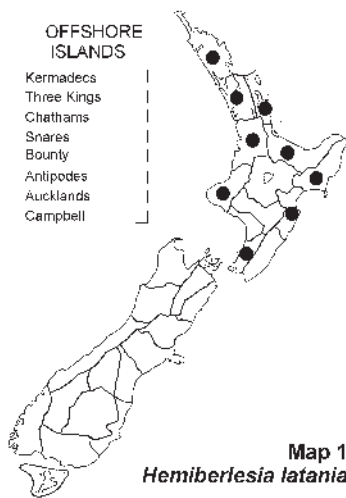 OFFSHORE
ISLANDS
Kermadecs
Three Kings
Chathams
Snares
Bounty
Antipodes
Aucklands
Campbell
Map 1
Hemiberlesia latania